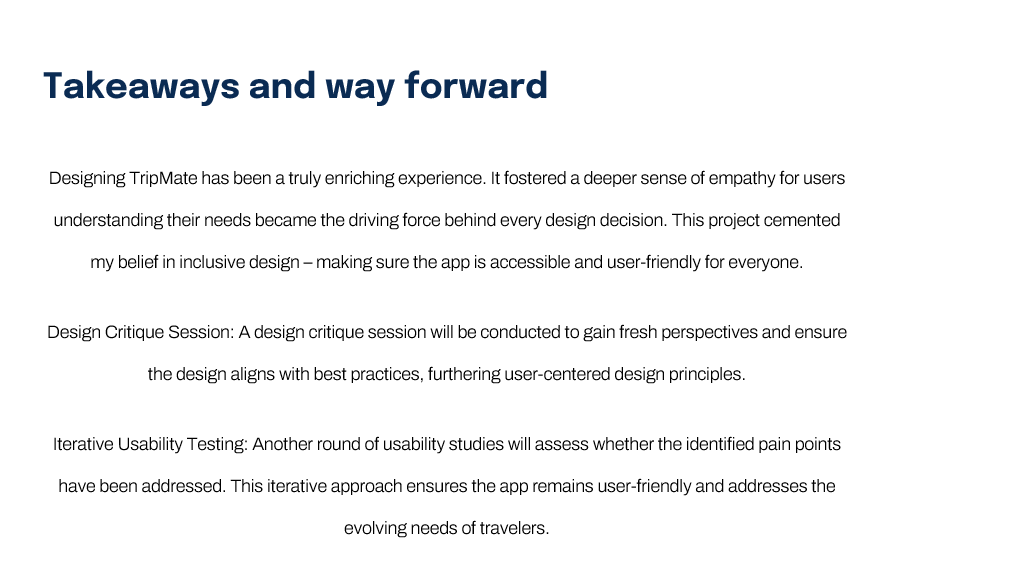 Takeaways and way forward
Designing TripMate has been a truly enriching experience. It fostered a deeper sense of empathy for users
understanding their needs became the driving force behind every design decision. This project cemented
my belief in inclusive design – making sure the app is accessible and user-friendly for everyone.
Design Critique Session: A design critique session will be conducted to gain fresh perspectives and ensure
the design aligns with best practices, furthering user-centered design principles.
Iterative Usability Testing: Another round of usability studies will assess whether the identified pain points
have been addressed. This iterative approach ensures the app remains user-friendly and addresses the
evolving needs of travelers.